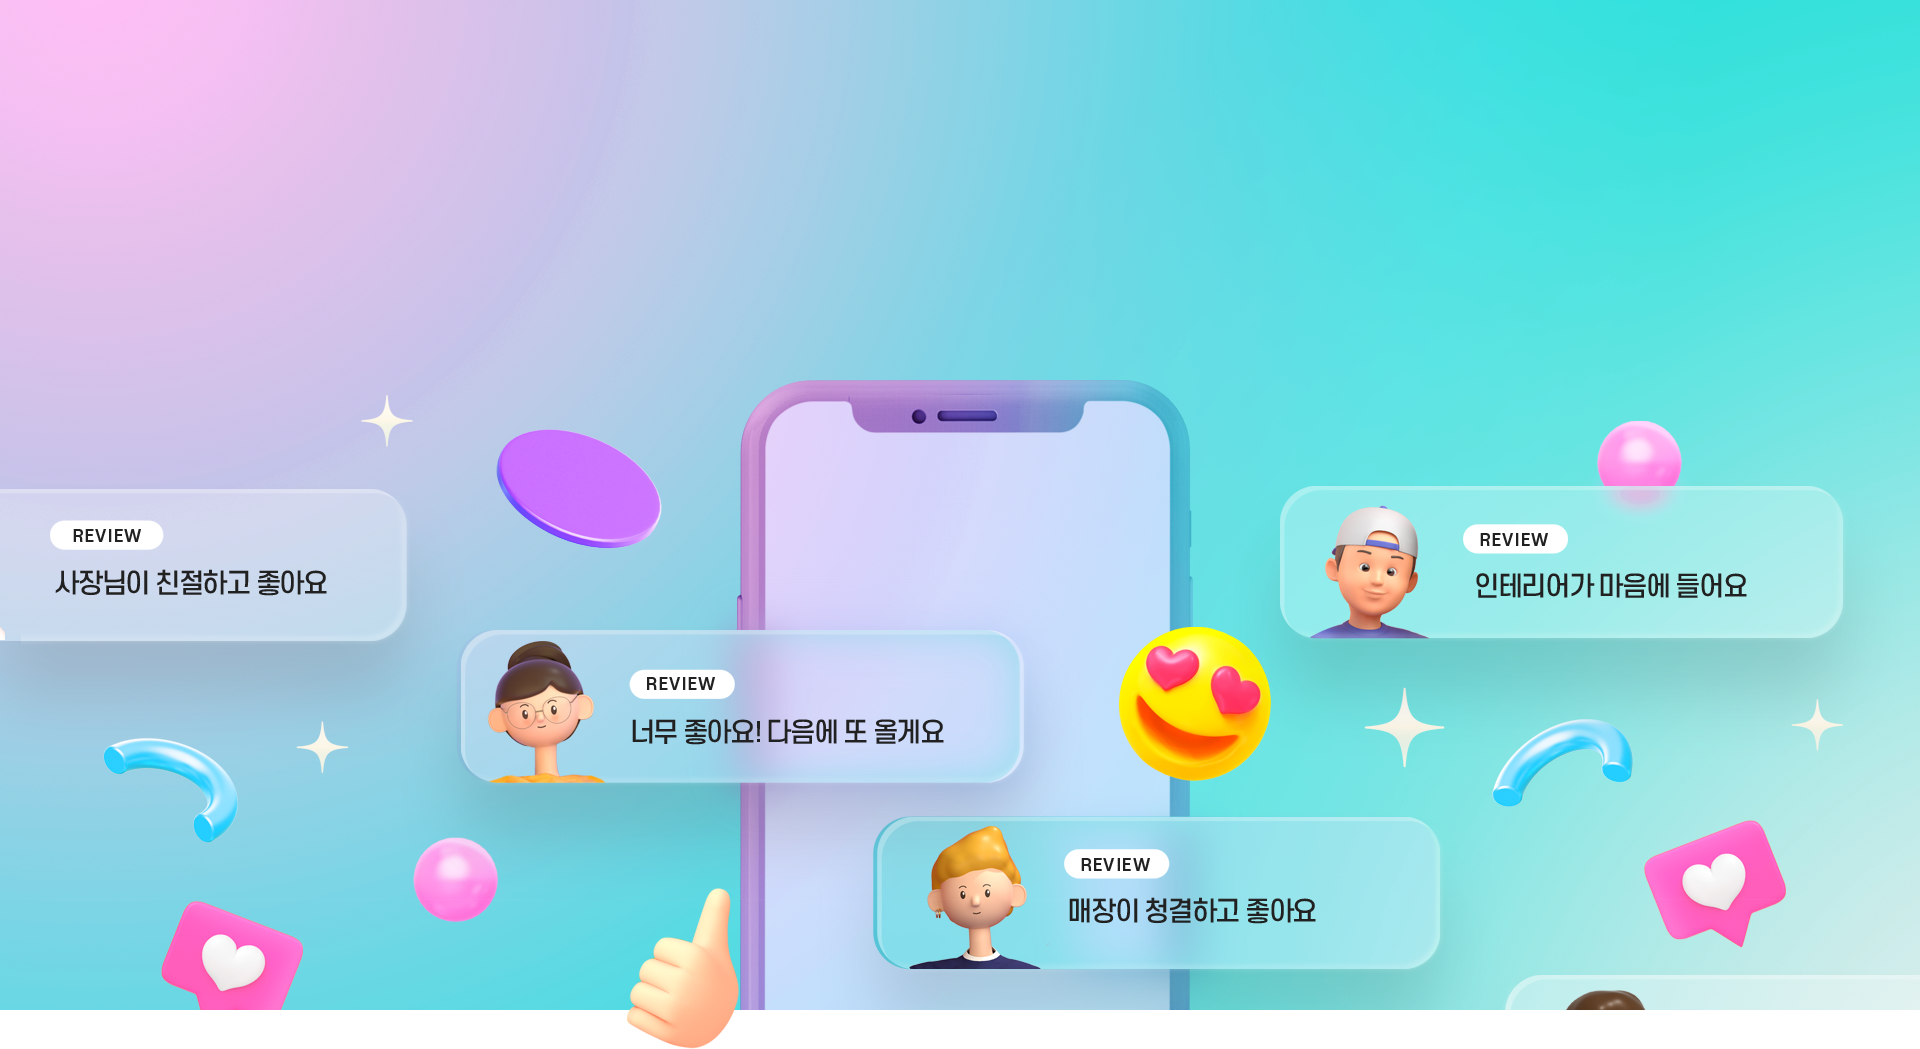 REVIEW
사장님이 친절하고 좋아요
REVIEW
인테리어가 마음에 들어요
REVIEW
너무 좋아요! 다음에 또 올게요
REVIEW
매장이 청결하고 좋아요